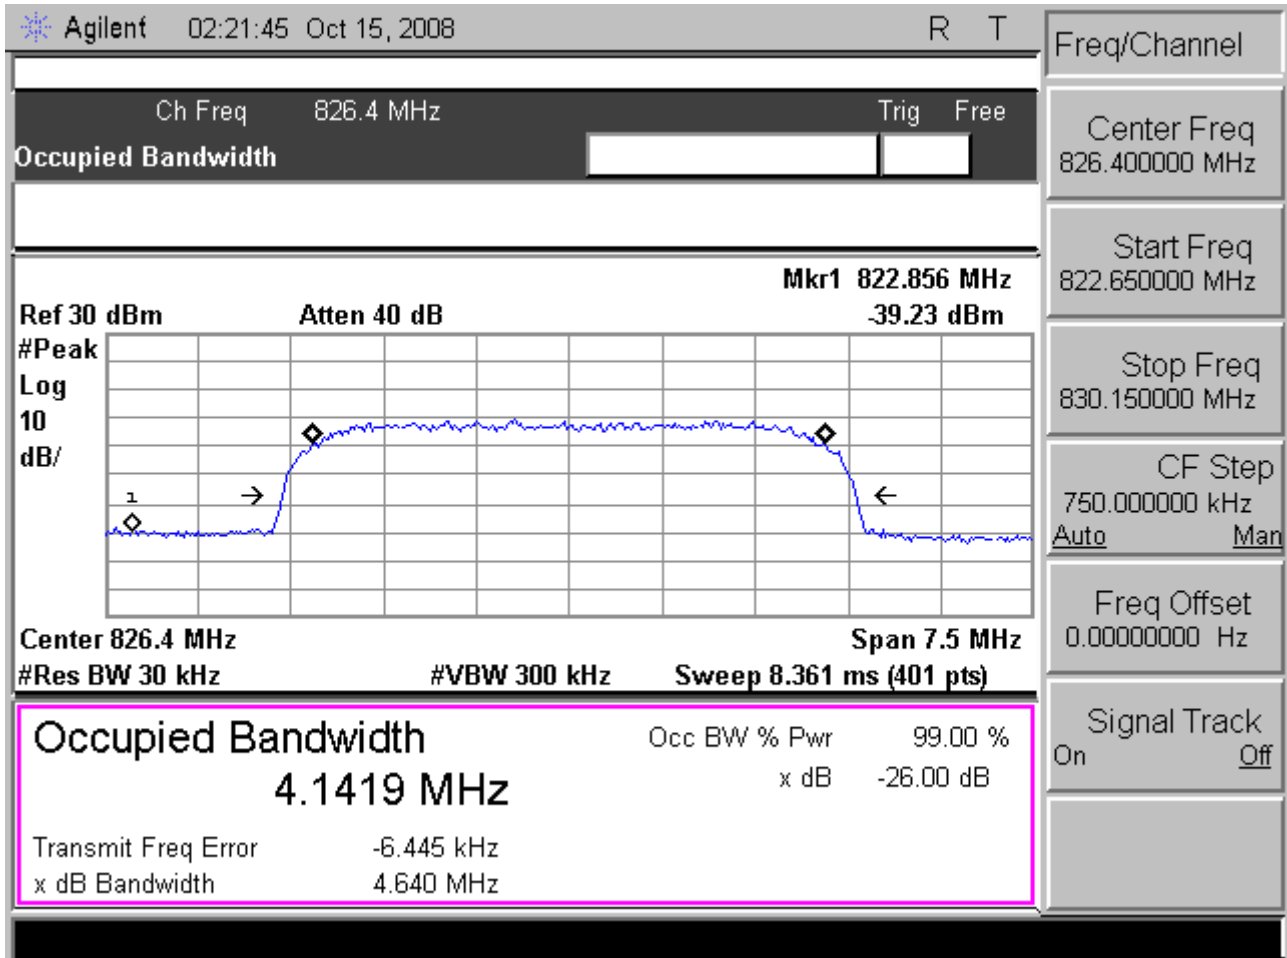 Agilent 02:21:45 Oct 15, 2008 R T
Freq/Channel
Ch Freq 826.4 MHz Trig Free
Occupied Bandwidth
Center Freq
826.400000 MHz
Start Freq
822.650000 MHz
Stop Freq
830.150000 MHz
CF Step
750.000000 kHz
Auto Man
Freq Offset
0.00000000 Hz
Signal Track
On Off
Mkr1 822.856 MHz
Ref 30 dBm Atten 40 dB -39.23 dBm
#Peak
Log
10
dB/
1
Center 826.4 MHz Span 7.5 MHz
#Res BW 30 kHz #VBW 300 kHz Sweep 8.361 ms (401 pts)
Occupied Bandwidth Occ BW % Pwr 99.00 %
4.1419 MHz x dB -26.00 dB
Transmit Freq Error -6.445 kHz
x dB Bandwidth 4.640 MHz